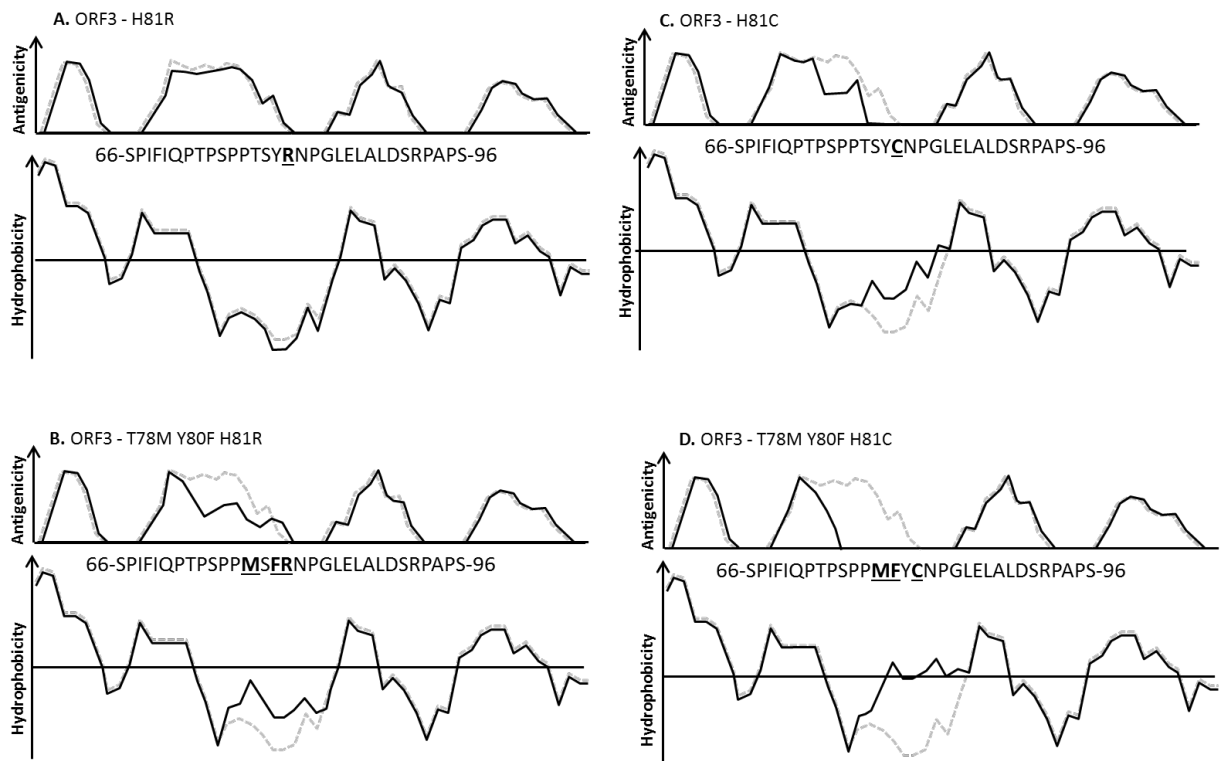 A. ORF3 - H81R
Antigenicity
66-SPIFIQPTPSPPTSYRNPGLELALDSRPAPS-96
Hydrophobicity
C. ORF3 - H81C
Antigenicity
66-SPIFIQPTPSPPTSYCNPGLELALDSRPAPS-96
Hydrophobicity
B. ORF3 - T78M Y80F H81R
Antigenicity
66-SPIFIQPTPSPPMSFRNPGLELALDSRPAPS-96
Hydrophobicity
D. ORF3 - T78M Y80F H81C
Antigenicity
66-SPIFIQPTPSPPMFYCNPGLELALDSRPAPS-96
Hydrophobicity